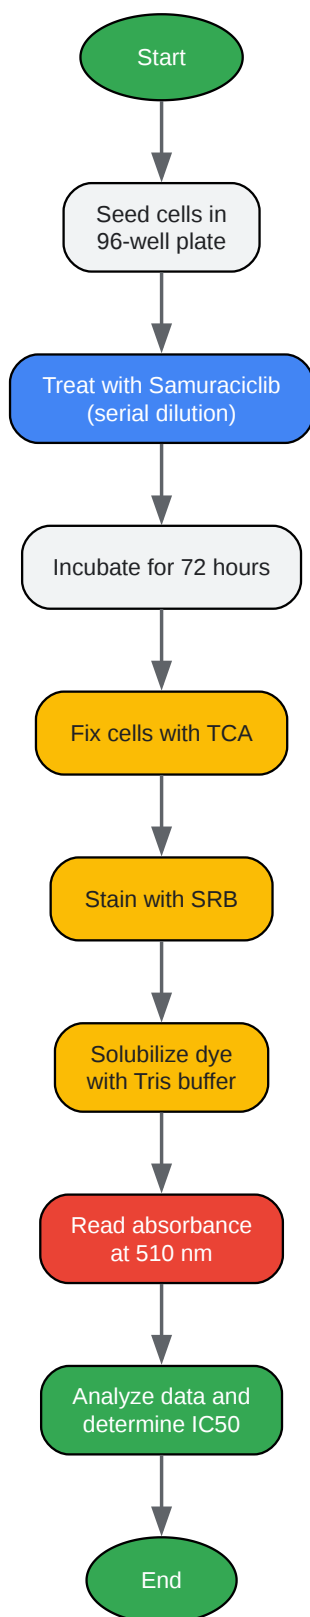 Start
Seed cells in
96-well plate
Treat with Samuraciclib
(serial dilution)
Incubate for 72 hours
Fix cells with TCA
Stain with SRB
Solubilize dye
with Tris buffer
Read absorbance
at 510 nm
Analyze data and
determine IC50
End